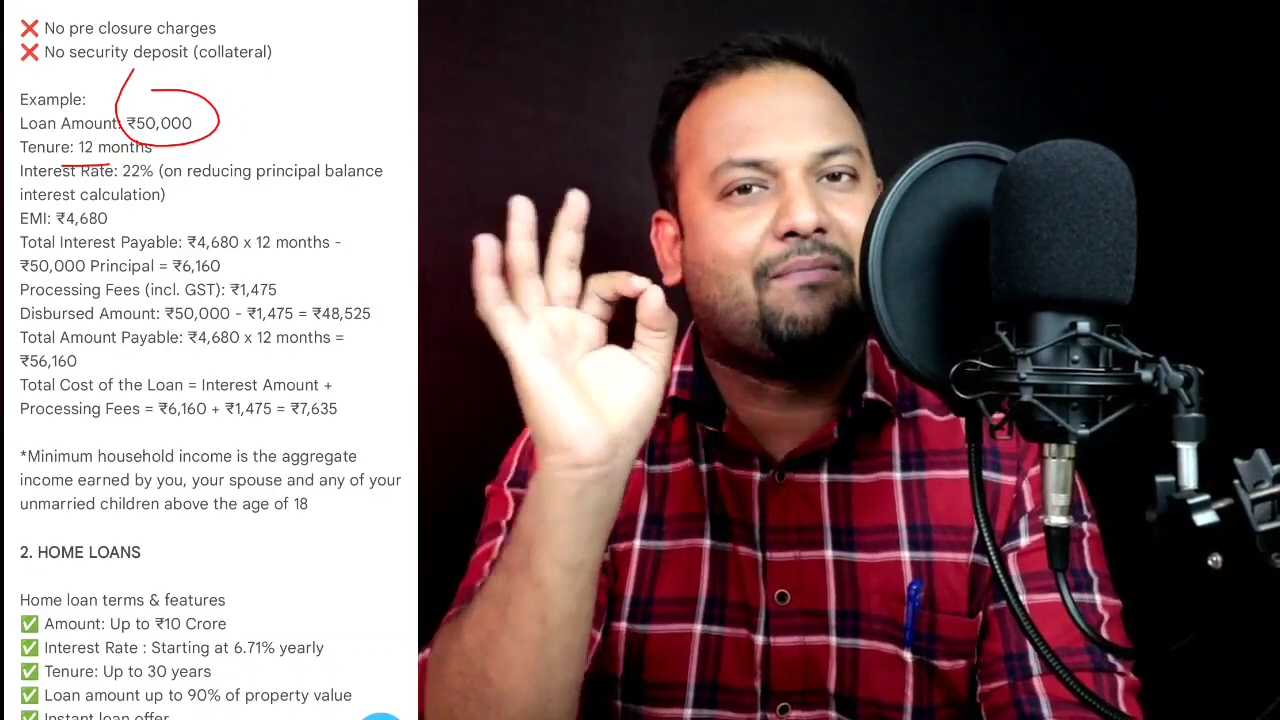 ❌ No pre closure charges
❌ No security deposit (collateral)
Example:
Loan Amount: ₹50,000
Tenure: 12 months
Interest Rate: 22% (on reducing principal balance
interest calculation)
EMI: ₹4,680
Total Interest Payable: ₹4,680 x 12 months -
₹50,000 Principal = ₹6,160
Processing Fees (incl. GST): ₹1,475
Disbursed Amount: ₹50,000 - ₹1,475 = ₹48,525
Total Amount Payable: ₹4,680 x 12 months =
₹56,160
Total Cost of the Loan = Interest Amount +
Processing Fees = ₹6,160 + ₹1,475 = ₹7,635
*Minimum household income is the aggregate
income earned by you, your spouse and any of your
unmarried children above the age of 18
2. HOME LOANS
Home loan terms & features
✅ Amount: Up to ₹10 Crore
✅ Interest Rate : Starting at 6.71% yearly
✅ Tenure: Up to 30 years
✅ Loan amount up to 90% of property value
✅ Instant loan offer